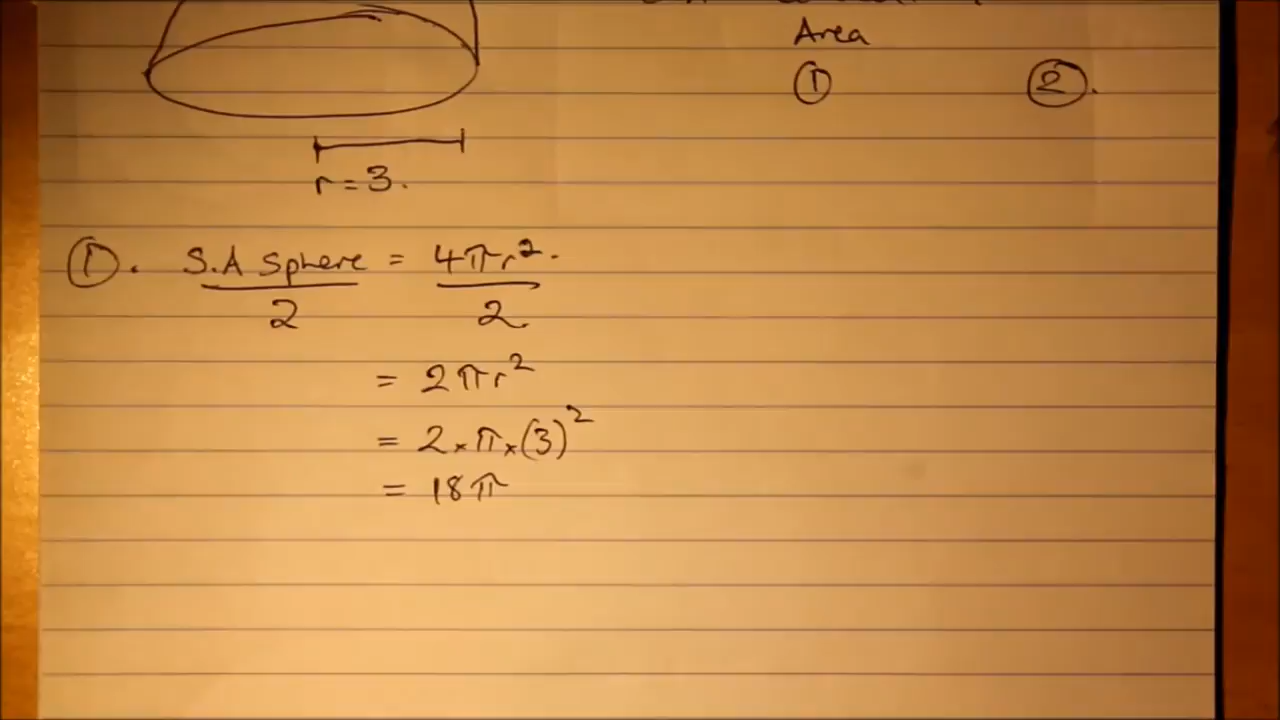 Area
① ②.
r = 3.
①. S.A Sphere / 2 = 4πr². / 2
= 2πr²
= 2 × π × (3)²
= 18π